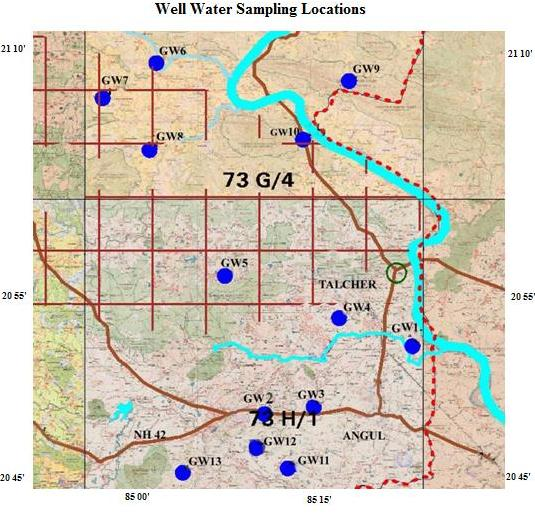 Well Water Sampling Locations
21 10'
GW6
21 10'
GW9
GW7
GW8
GW10
73 G/4
GW5
TALCHER
20 55'
20 55'
GW4
GW1
GW2
GW3
73 H/1
NH 42
ANGUL
GW12
GW13
GW11
20 45'
20 45'
85 00'
85 15'